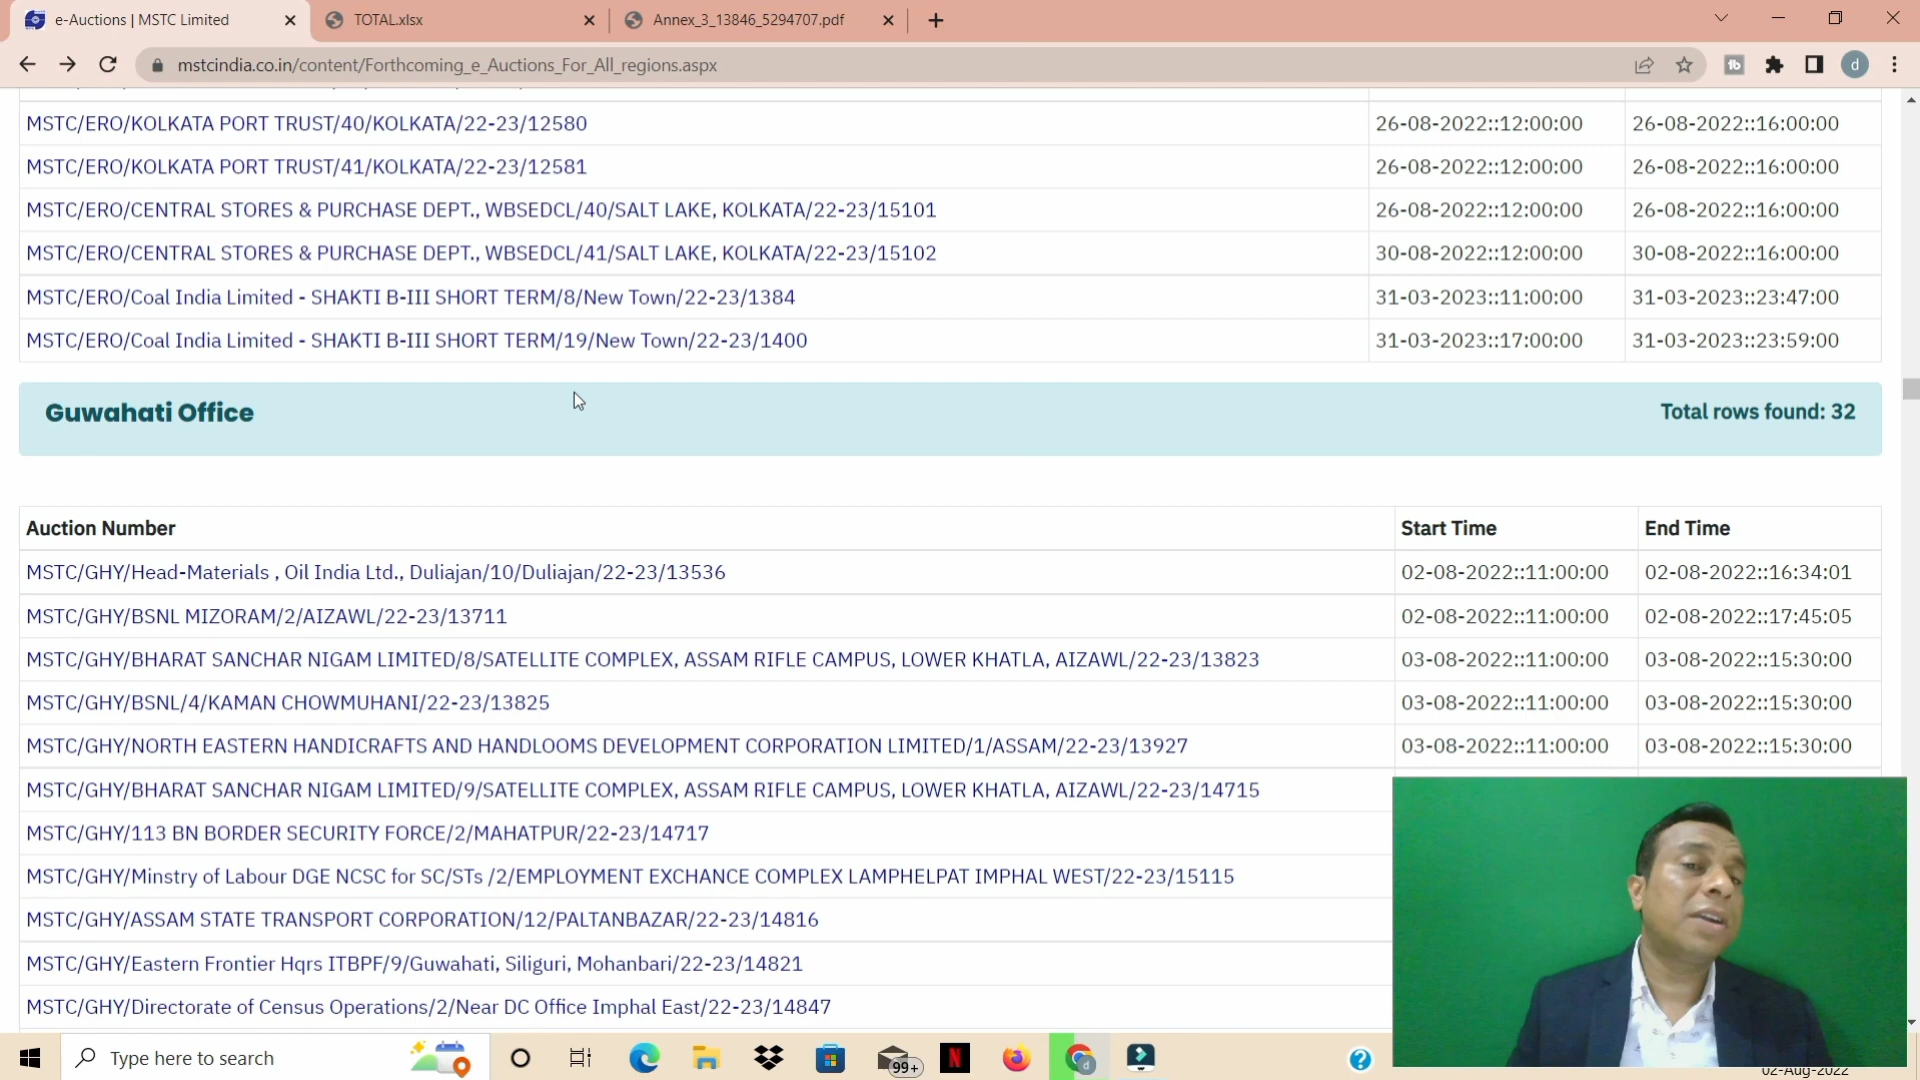 e-Auctions | MSTC Limited
TOTAL.xlsx
Annex_3_13846_5294707.pdf
mstcindia.co.in/content/Forthcoming_e_Auctions_For_All_regions.aspx
d
MSTC/ERO/KOLKATA PORT TRUST/40/KOLKATA/22-23/12580 26-08-2022::12:00:00 26-08-2022::16:00:00
MSTC/ERO/KOLKATA PORT TRUST/41/KOLKATA/22-23/12581 26-08-2022::12:00:00 26-08-2022::16:00:00
MSTC/ERO/CENTRAL STORES & PURCHASE DEPT., WBSEDCL/40/SALT LAKE, KOLKATA/22-23/15101 26-08-2022::12:00:00 26-08-2022::16:00:00
MSTC/ERO/CENTRAL STORES & PURCHASE DEPT., WBSEDCL/41/SALT LAKE, KOLKATA/22-23/15102 30-08-2022::12:00:00 30-08-2022::16:00:00
MSTC/ERO/Coal India Limited - SHAKTI B-III SHORT TERM/8/New Town/22-23/1384 31-03-2023::11:00:00 31-03-2023::23:47:00
MSTC/ERO/Coal India Limited - SHAKTI B-III SHORT TERM/19/New Town/22-23/1400 31-03-2023::17:00:00 31-03-2023::23:59:00
Guwahati Office Total rows found: 32
Auction Number Start Time End Time
MSTC/GHY/Head-Materials , Oil India Ltd., Duliajan/10/Duliajan/22-23/13536 02-08-2022::11:00:00 02-08-2022::16:34:01
MSTC/GHY/BSNL MIZORAM/2/AIZAWL/22-23/13711 02-08-2022::11:00:00 02-08-2022::17:45:05
MSTC/GHY/BHARAT SANCHAR NIGAM LIMITED/8/SATELLITE COMPLEX, ASSAM RIFLE CAMPUS, LOWER KHATLA, AIZAWL/22-23/13823 03-08-2022::11:00:00 03-08-2022::15:30:00
MSTC/GHY/BSNL/4/KAMAN CHOWMUHANI/22-23/13825 03-08-2022::11:00:00 03-08-2022::15:30:00
MSTC/GHY/NORTH EASTERN HANDICRAFTS AND HANDLOOMS DEVELOPMENT CORPORATION LIMITED/1/ASSAM/22-23/13927 03-08-2022::11:00:00 03-08-2022::15:30:00
MSTC/GHY/BHARAT SANCHAR NIGAM LIMITED/9/SATELLITE COMPLEX, ASSAM RIFLE CAMPUS, LOWER KHATLA, AIZAWL/22-23/14715
MSTC/GHY/113 BN BORDER SECURITY FORCE/2/MAHATPUR/22-23/14717
MSTC/GHY/Minstry of Labour DGE NCSC for SC/STs /2/EMPLOYMENT EXCHANCE COMPLEX LAMPHELPAT IMPHAL WEST/22-23/15115
MSTC/GHY/ASSAM STATE TRANSPORT CORPORATION/12/PALTANBAZAR/22-23/14816
MSTC/GHY/Eastern Frontier Hqrs ITBPF/9/Guwahati, Siliguri, Mohanbari/22-23/14821
MSTC/GHY/Directorate of Census Operations/2/Near DC Office Imphal East/22-23/14847
Type here to search
99+
N
d
?
02-Aug-2022